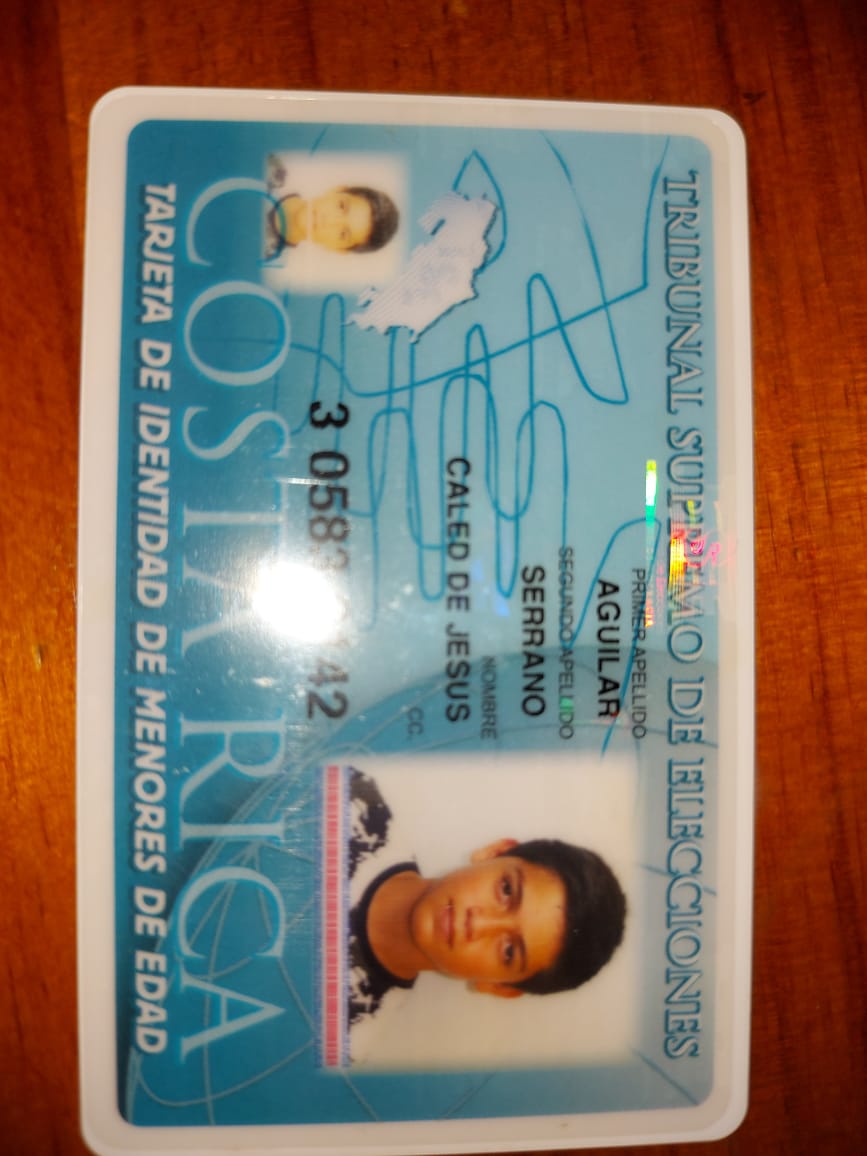 TRIBUNAL SUPREMO DE ELECCIONES
PRIMER APELLIDO
AGUILAR
SEGUNDO APELLIDO
SERRANO
NOMBRE
CALED DE JESUS
CC.
3 0583 42
COSTA RICA
TARJETA DE IDENTIDAD DE MENORES DE EDAD